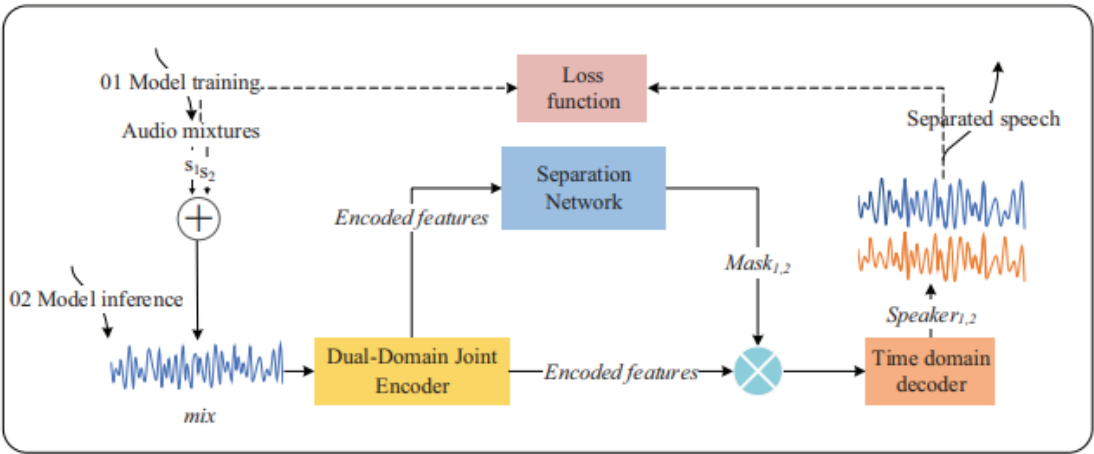 01 Model training
Loss
function
Audio mixtures
Separated speech
s1s2
Separation
Network
Encoded features
Mask1,2
02 Model inference
Speaker1,2
Dual-Domain Joint
Encoder
Encoded features
Time domain
decoder
mix